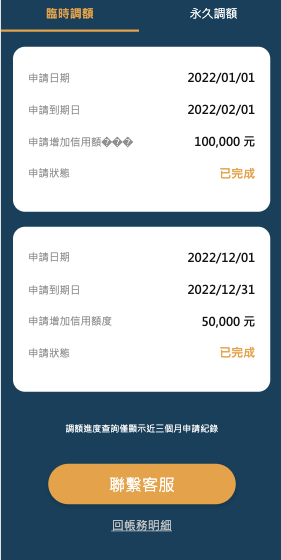 臨時調額 永久調額
申請日期 2022/01/01
申請到期日 2022/02/01
申請增加信用額��� 100,000 元
申請狀態 已完成
申請日期 2022/12/01
申請到期日 2022/12/31
申請增加信用額度 50,000 元
申請狀態 已完成
調額進度查詢僅顯示近三個月申請紀錄
聯繫客服
回帳務明細